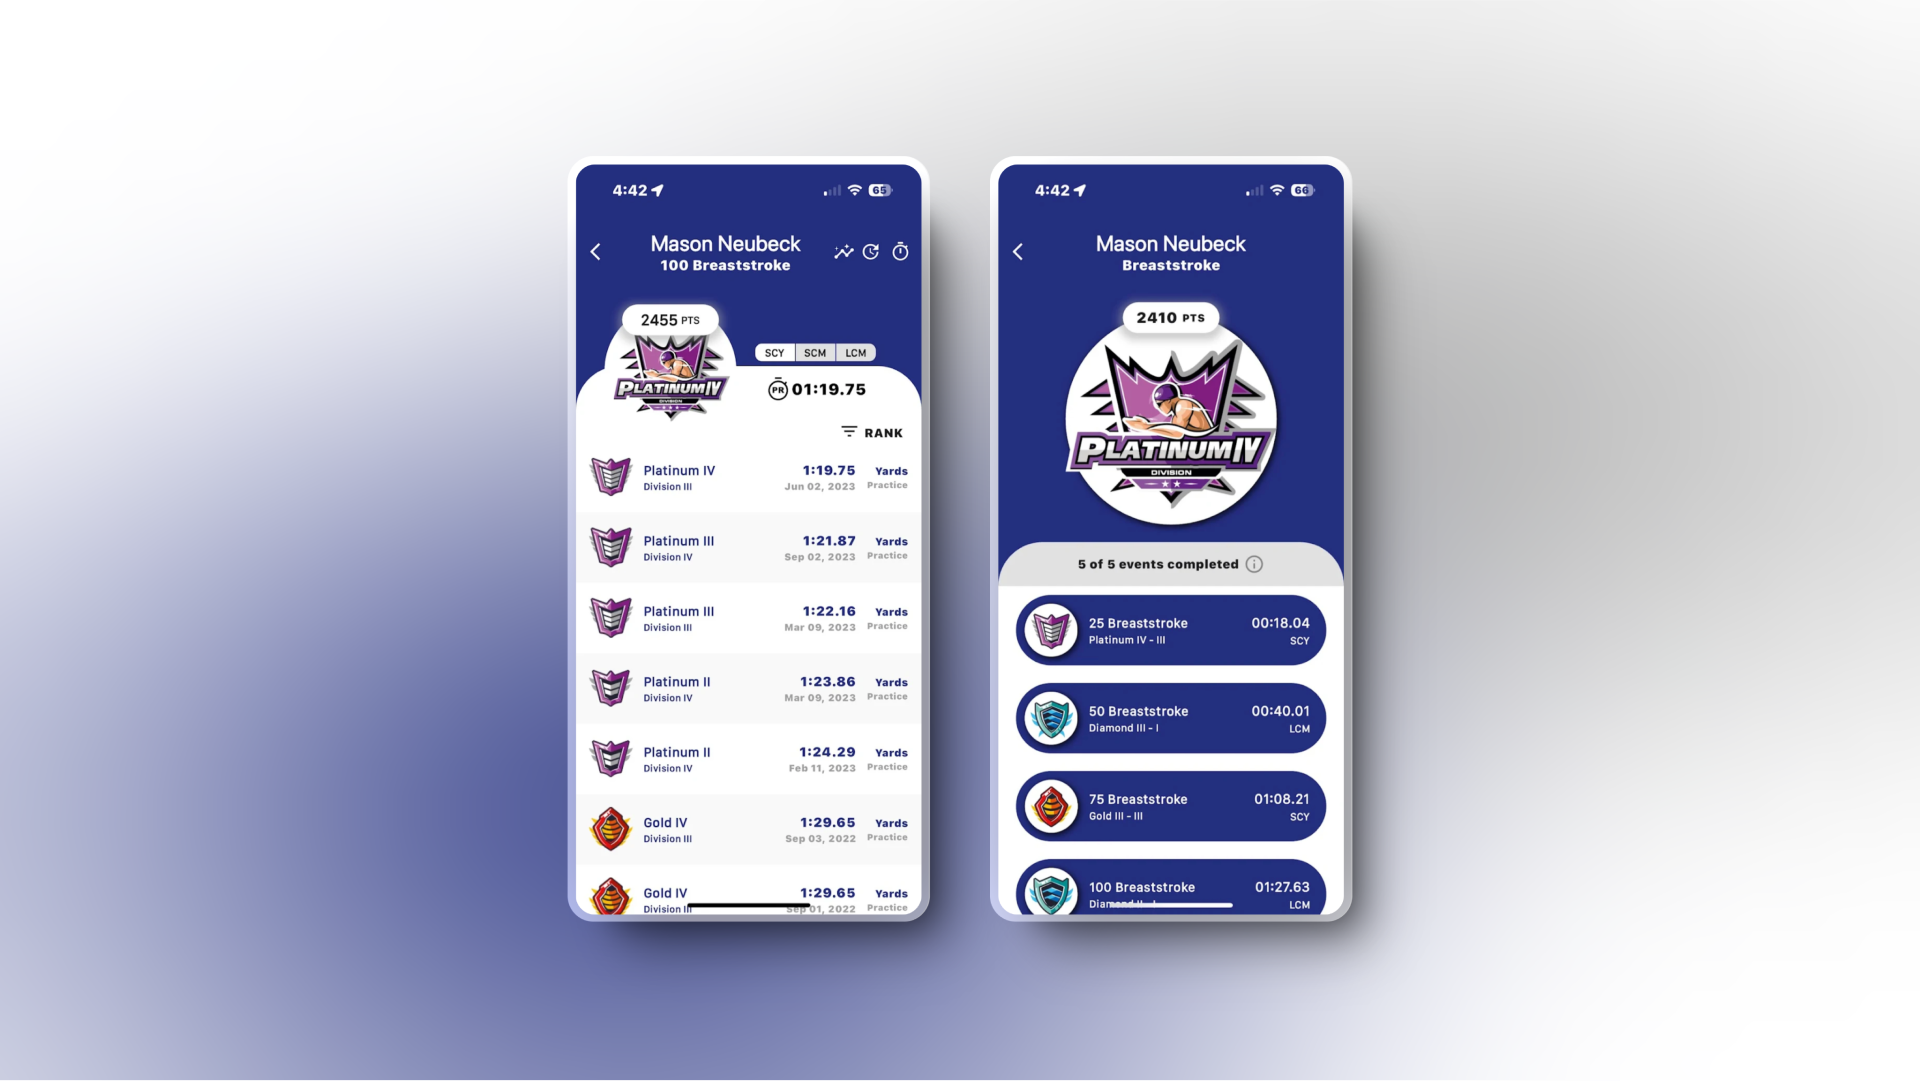 4:42
65
Mason Neubeck
100 Breaststroke
2455 PTS
SCY SCM LCM
PLATINUM IV
DIVISION
PR 01:19.75
RANK
Platinum IV 1:19.75 Yards
Division III Jun 02, 2023 Practice
Platinum III 1:21.87 Yards
Division IV Sep 02, 2023 Practice
Platinum III 1:22.16 Yards
Division III Mar 09, 2023 Practice
Platinum II 1:23.86 Yards
Division IV Mar 09, 2023 Practice
Platinum II 1:24.29 Yards
Division IV Feb 11, 2023 Practice
Gold IV 1:29.65 Yards
Division III Sep 03, 2022 Practice
Gold IV 1:29.65 Yards
Division III Sep 01, 2022 Practice
4:42
66
Mason Neubeck
Breaststroke
2410 PTS
PLATINUM IV
DIVISION
5 of 5 events completed
25 Breaststroke 00:18.04
Platinum IV - III SCY
50 Breaststroke 00:40.01
Diamond III - I LCM
75 Breaststroke 01:08.21
Gold III - III SCY
100 Breaststroke 01:27.63
LCM